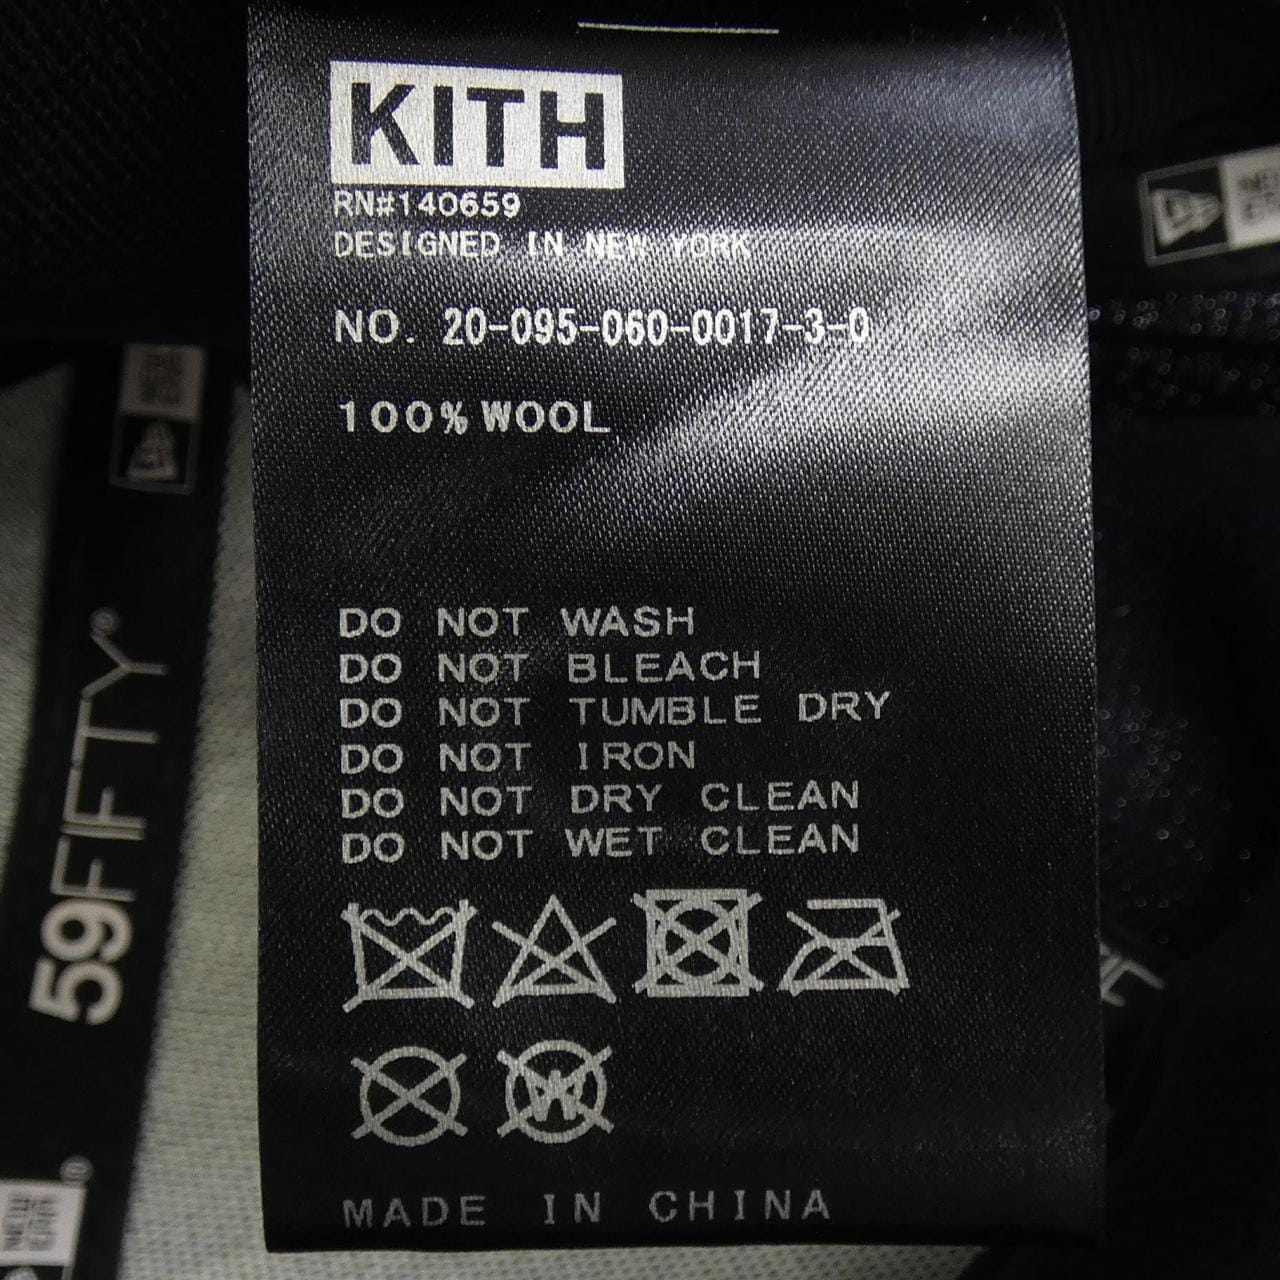 KITH
RN#140659
DESIGNED IN NEW YORK
NO. 20-095-060-0017-3-0
100% WOOL
DO NOT WASH
DO NOT BLEACH
DO NOT TUMBLE DRY
DO NOT IRON
DO NOT DRY CLEAN
DO NOT WET CLEAN
W
MADE IN CHINA
59FIFTY®